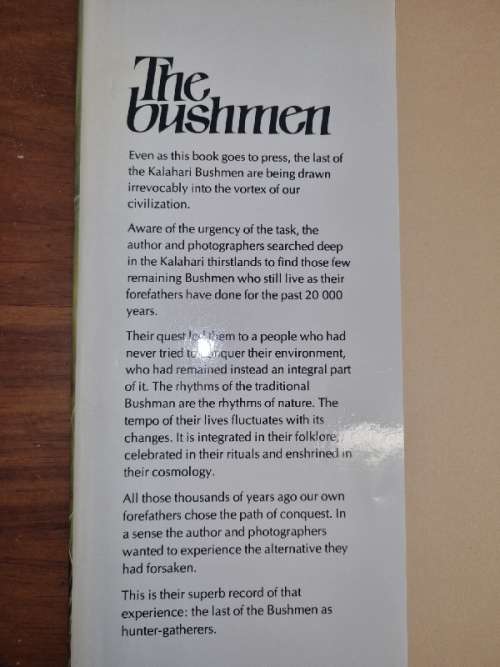 The
bushmen
Even as this book goes to press, the last of
the Kalahari Bushmen are being drawn
irrevocably into the vortex of our
civilization.
Aware of the urgency of the task, the
author and photographers searched deep
in the Kalahari thirstlands to find those few
remaining Bushmen who still live as their
forefathers have done for the past 20 000
years.
Their quest led them to a people who had
never tried to conquer their environment,
who had remained instead an integral part
of it. The rhythms of the traditional
Bushman are the rhythms of nature. The
tempo of their lives fluctuates with its
changes. It is integrated in their folklore,
celebrated in their rituals and enshrined in
their cosmology.
All those thousands of years ago our own
forefathers chose the path of conquest. In
a sense the author and photographers
wanted to experience the alternative they
had forsaken.
This is their superb record of that
experience: the last of the Bushmen as
hunter-gatherers.